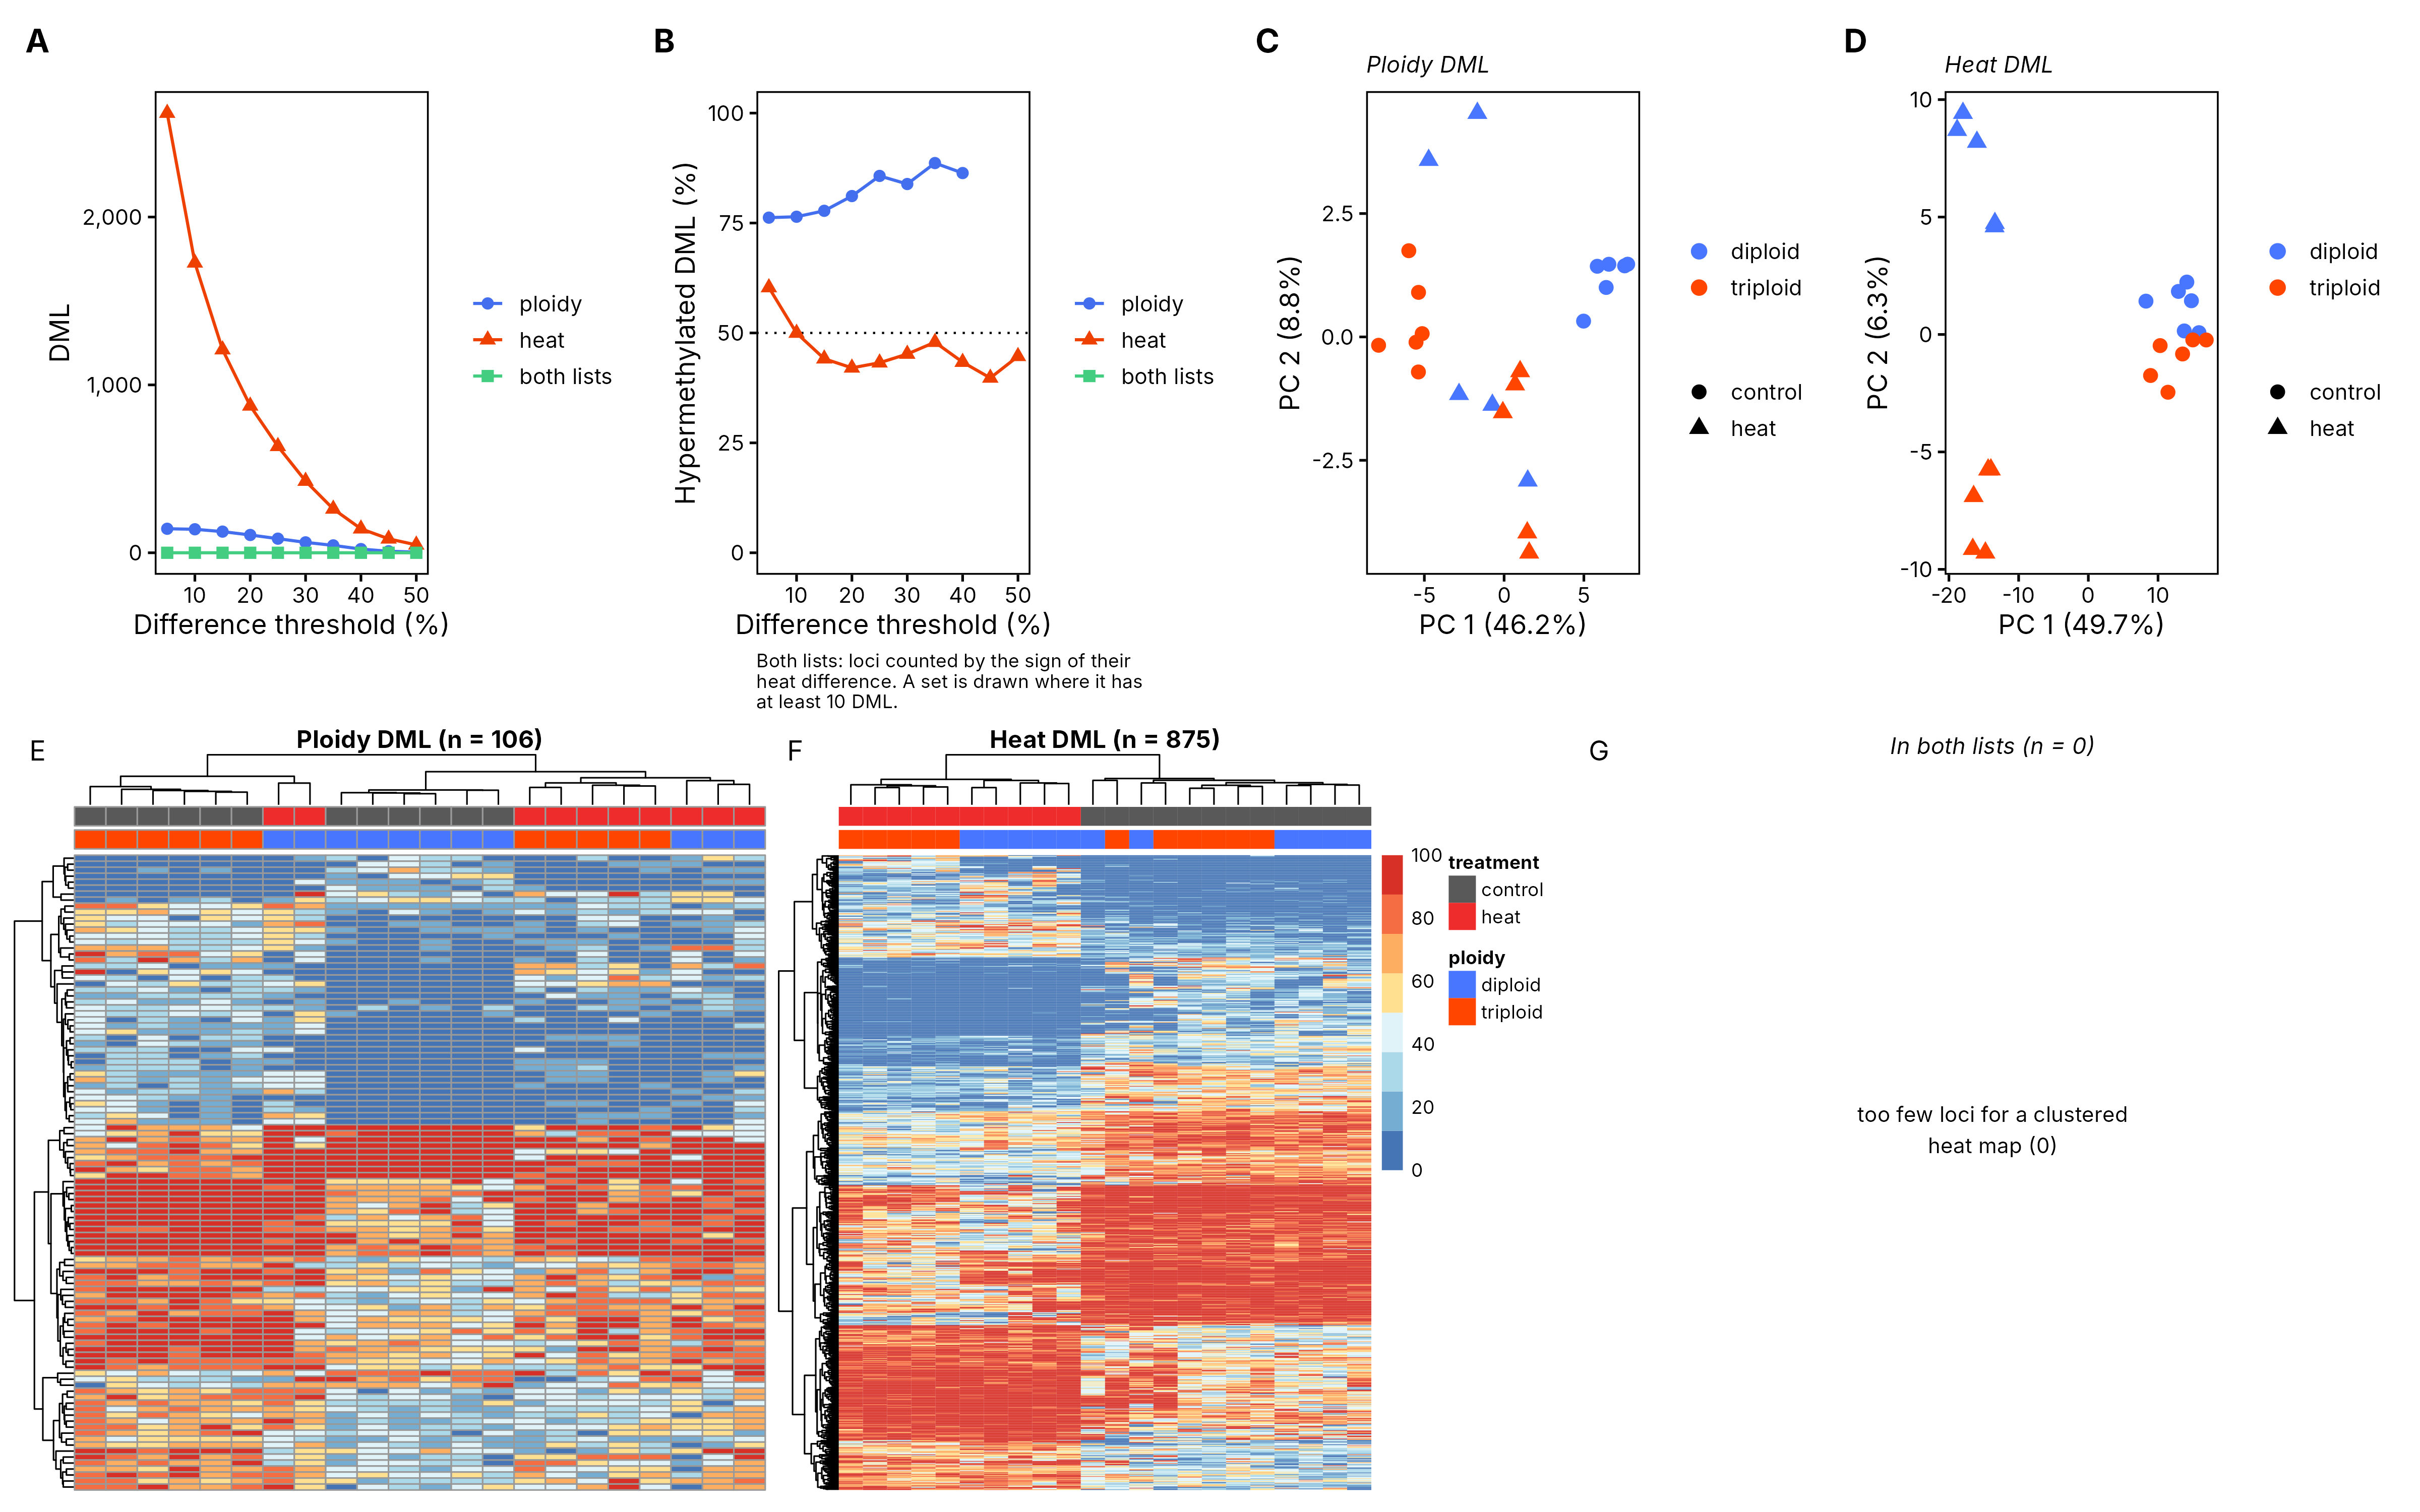 A
B
C
D
Ploidy DML
Heat DML
DML
2,000
1,000
0
10
20
30
40
50
Difference threshold (%)
ploidy
heat
both lists
Hypermethylated DML (%)
100
75
50
25
0
10
20
30
40
50
Difference threshold (%)
Both lists: loci counted by the sign of their
heat difference. A set is drawn where it has
at least 10 DML.
ploidy
heat
both lists
PC 2 (8.8%)
2.5
0.0
-2.5
-5
0
5
PC 1 (46.2%)
diploid
triploid
control
heat
PC 2 (6.3%)
10
5
0
-5
-10
-20
-10
0
10
PC 1 (49.7%)
diploid
triploid
control
heat
E
Ploidy DML (n = 106)
F
Heat DML (n = 875)
100
80
60
40
20
0
treatment
control
heat
ploidy
diploid
triploid
G
In both lists (n = 0)
too few loci for a clustered
heat map (0)